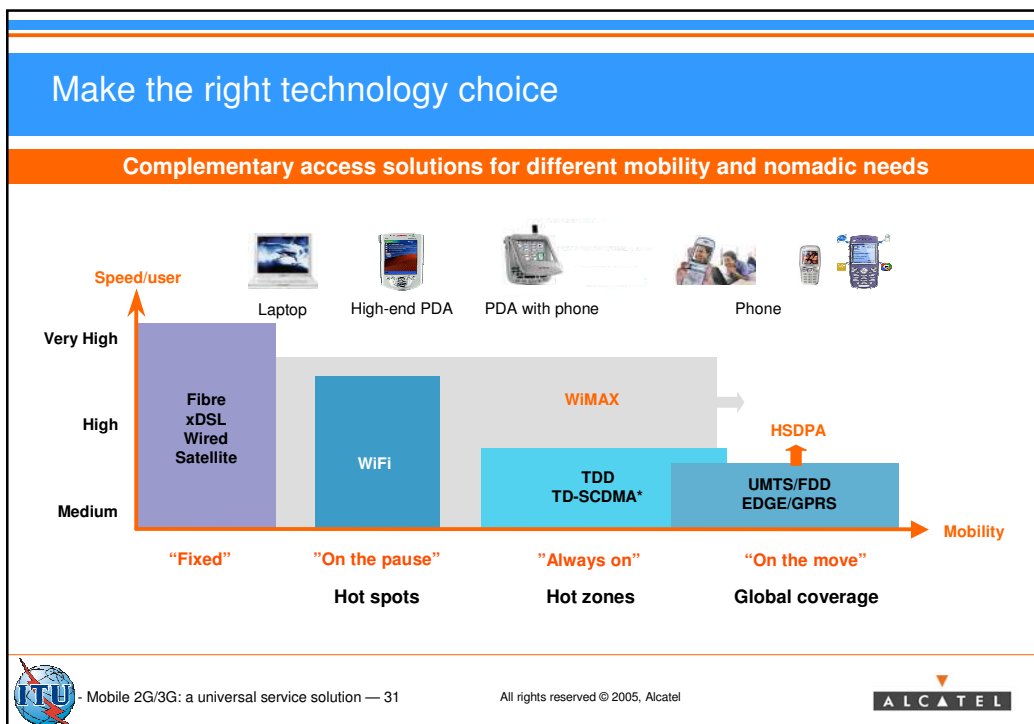 Make the right technology choice
Complementary access solutions for different mobility and nomadic needs
Speed/user
Laptop
High-end PDA
PDA with phone
Phone
Very High
High
Medium
Fibre
xDSL
Wired
Satellite
WiFi
WiMAX
TDD
TD-SCDMA*
HSDPA
UMTS/FDD
EDGE/GPRS
Mobility
“Fixed”
”On the pause”
”Always on”
“On the move”
Hot spots
Hot zones
Global coverage
ITU
- Mobile 2G/3G: a universal service solution — 31
All rights reserved © 2005, Alcatel
ALCATEL